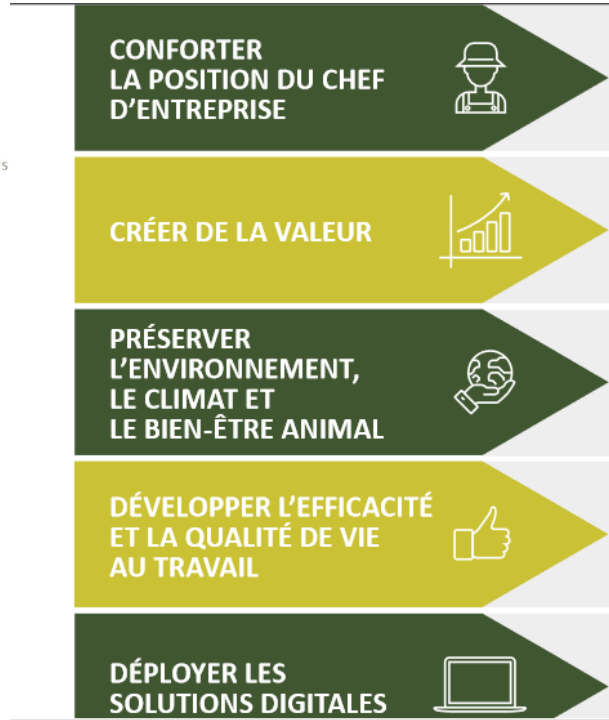 CONFORTER
LA POSITION DU CHEF
D'ENTREPRISE
s
CRÉER DE LA VALEUR
PRÉSERVER
L'ENVIRONNEMENT,
LE CLIMAT ET
LE BIEN-ÊTRE ANIMAL
DÉVELOPPER L'EFFICACITÉ
ET LA QUALITÉ DE VIE
AU TRAVAIL
DÉPLOYER LES
SOLUTIONS DIGITALES